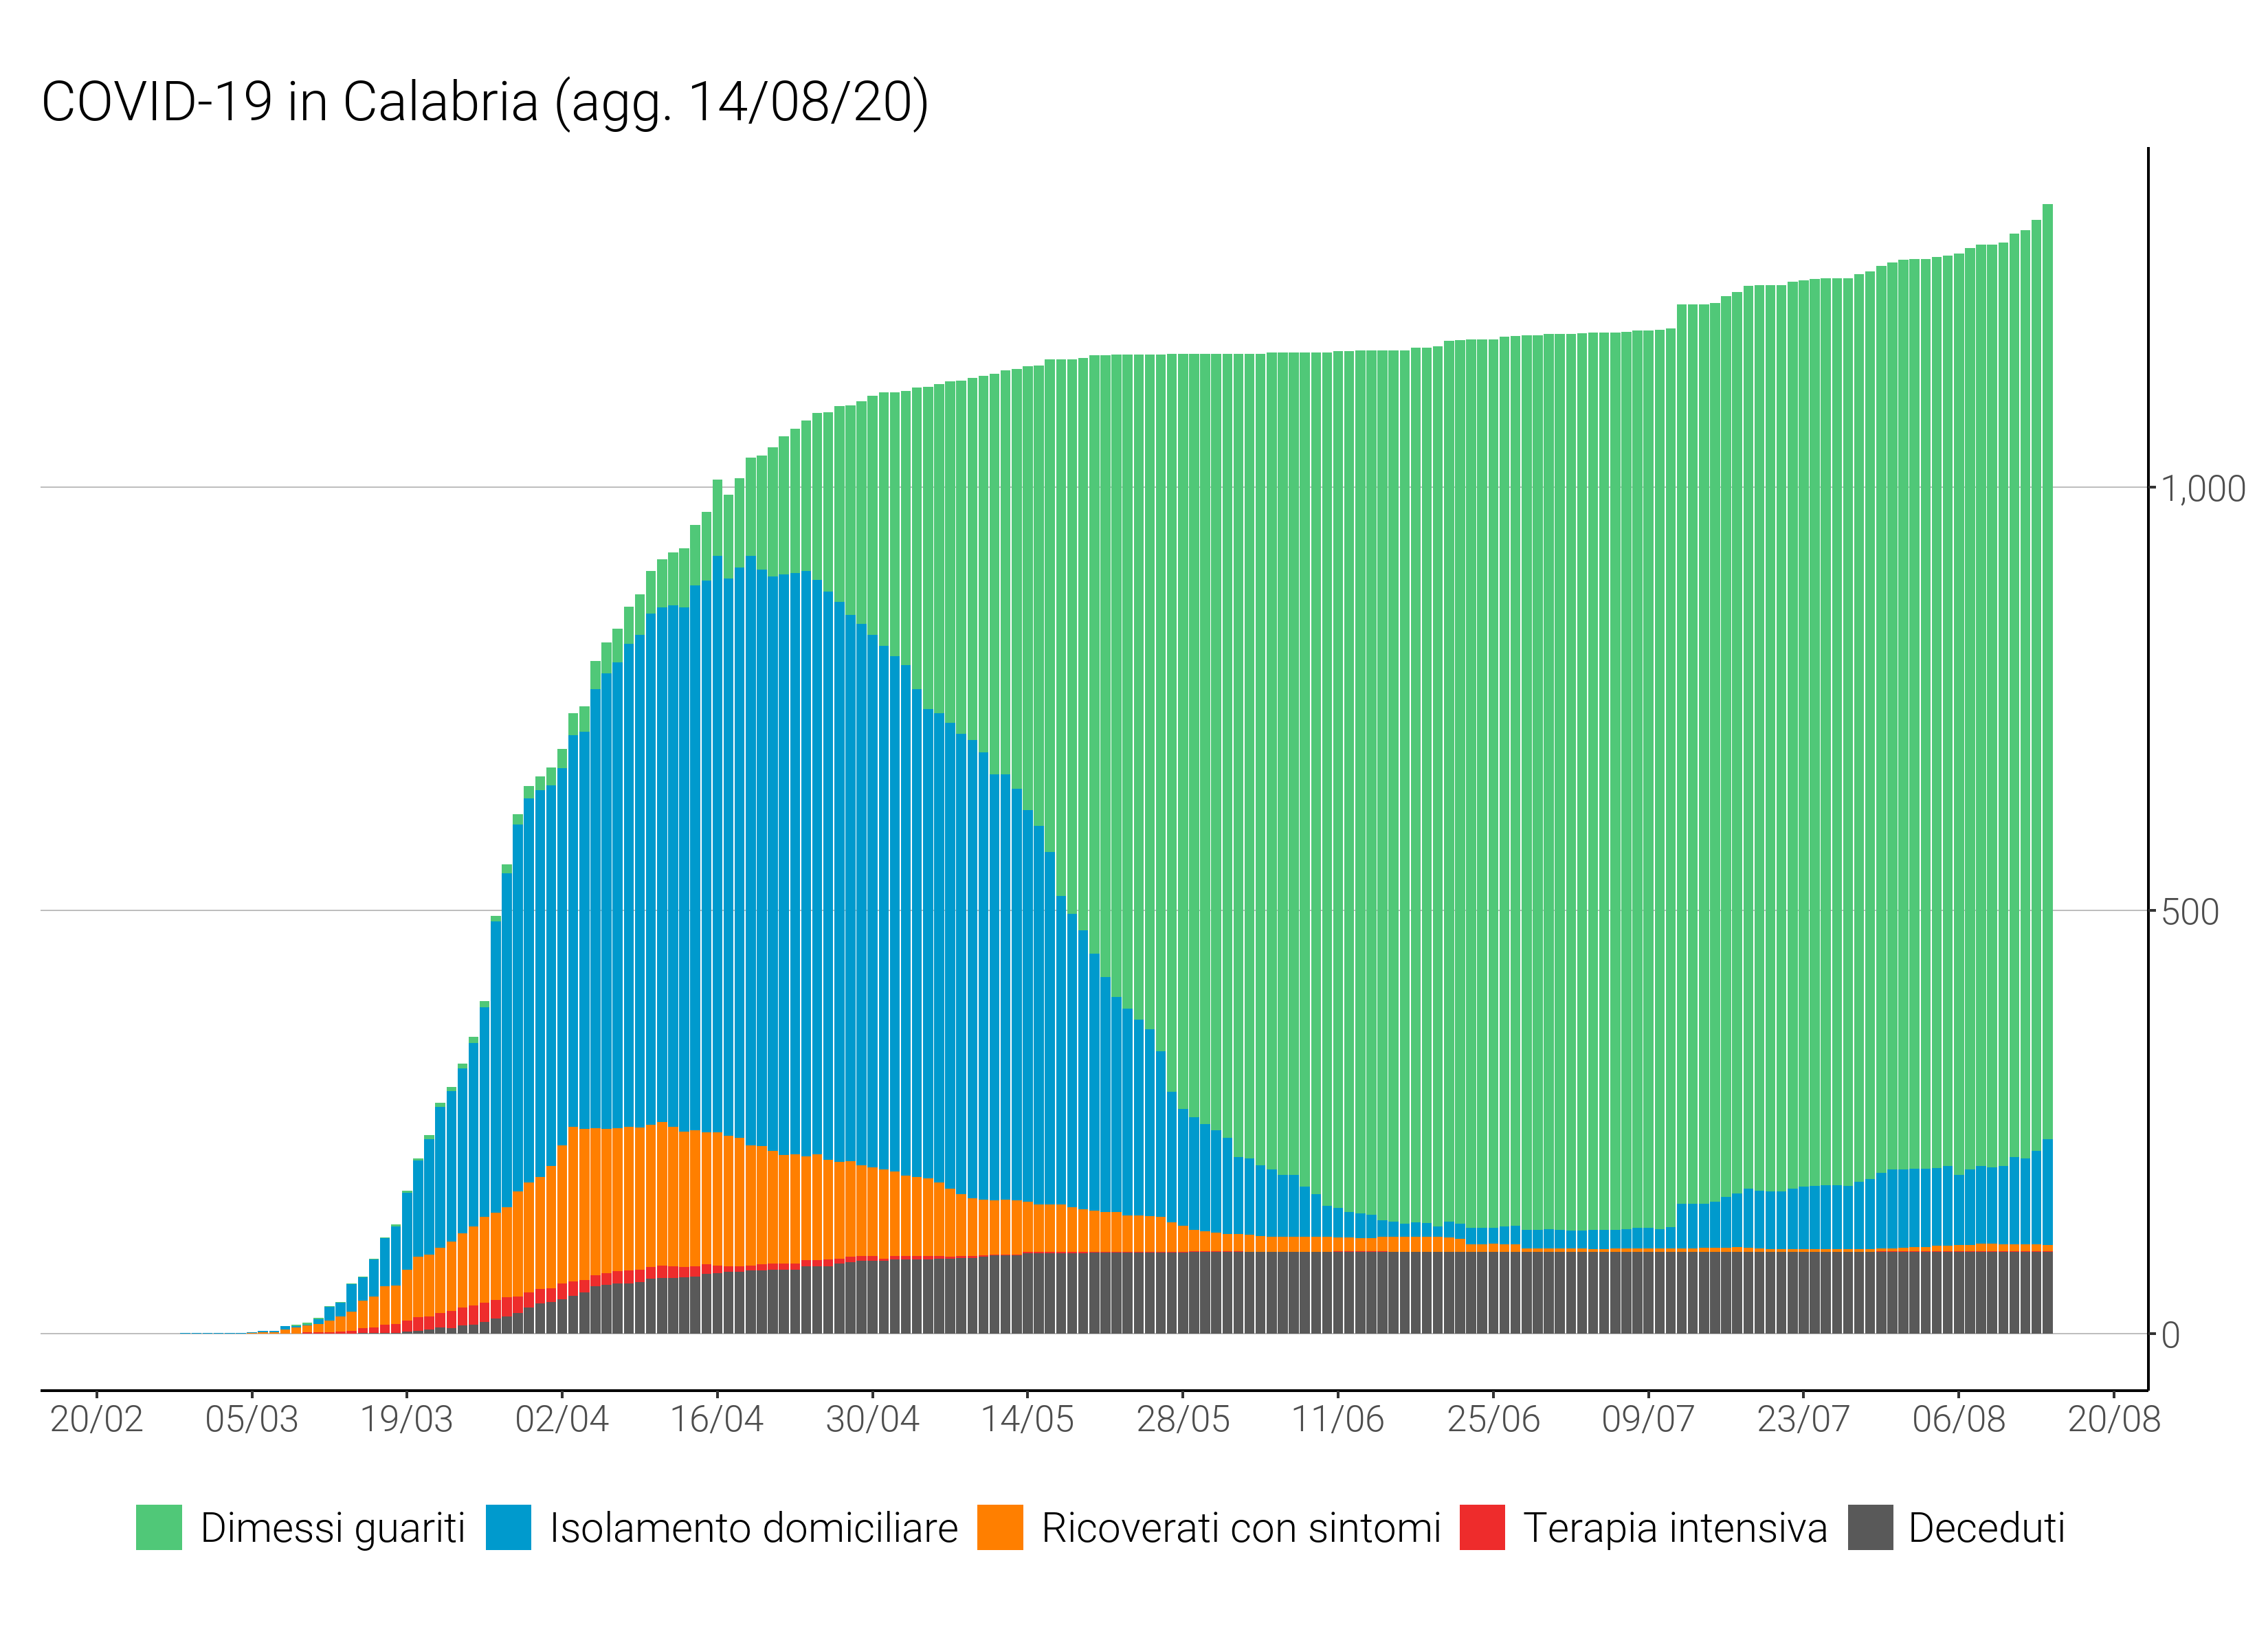 COVID-19 in Calabria (agg. 14/08/20)
1,000
500
0
20/02 05/03 19/03 02/04 16/04 30/04 14/05 28/05 11/06 25/06 09/07 23/07 06/08 20/08
Dimessi guariti Isolamento domiciliare Ricoverati con sintomi Terapia intensiva Deceduti